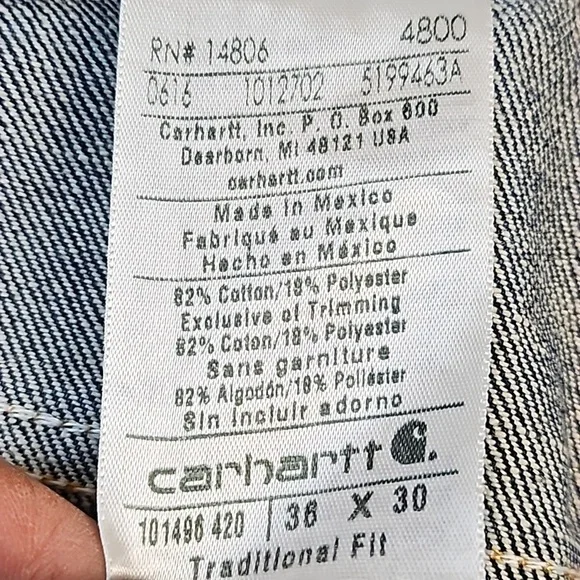 RN# 14806 4800
0616 1012702 5199463A
Carhartt, Inc. P. O. Box 600
Dearborn, MI 48121 USA
carhartt.com
Made in Mexico
Fabriqué au Mexique
Hecho en México
82% Cotton/18% Polyester
Exclusive of Trimming
82% Coton/18% Polyester
Sans garniture
82% Algodón/18% Poliéster
Sin incluir adorno
carhartt
101496 420 | 36 X 30
Traditional Fit